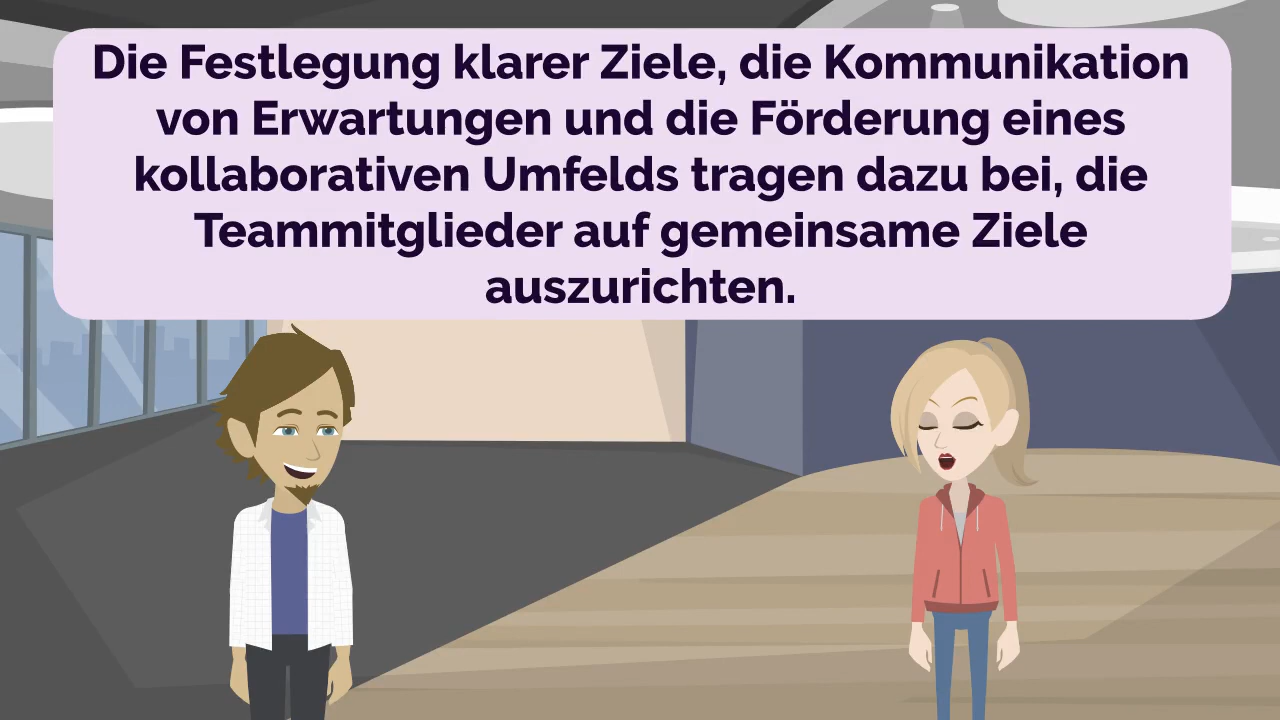 Die Festlegung klarer Ziele, die Kommunikation
von Erwartungen und die Förderung eines
kollaborativen Umfelds tragen dazu bei, die
Teammitglieder auf gemeinsame Ziele
auszurichten.